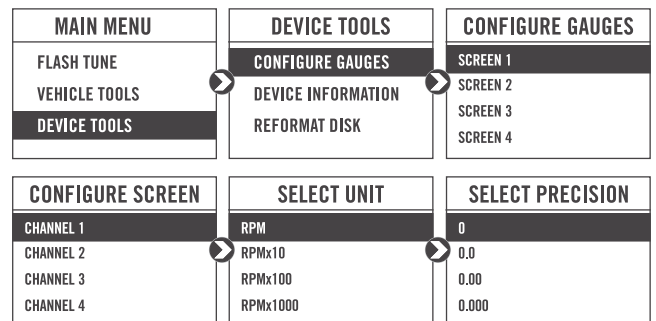 MAIN MENU
FLASH TUNE
VEHICLE TOOLS
DEVICE TOOLS
DEVICE TOOLS
CONFIGURE GAUGES
DEVICE INFORMATION
REFORMAT DISK
CONFIGURE GAUGES
SCREEN 1
SCREEN 2
SCREEN 3
SCREEN 4
CONFIGURE SCREEN
CHANNEL 1
CHANNEL 2
CHANNEL 3
CHANNEL 4
SELECT UNIT
RPM
RPMx10
RPMx100
RPMx1000
SELECT PRECISION
0
0.0
0.00
0.000